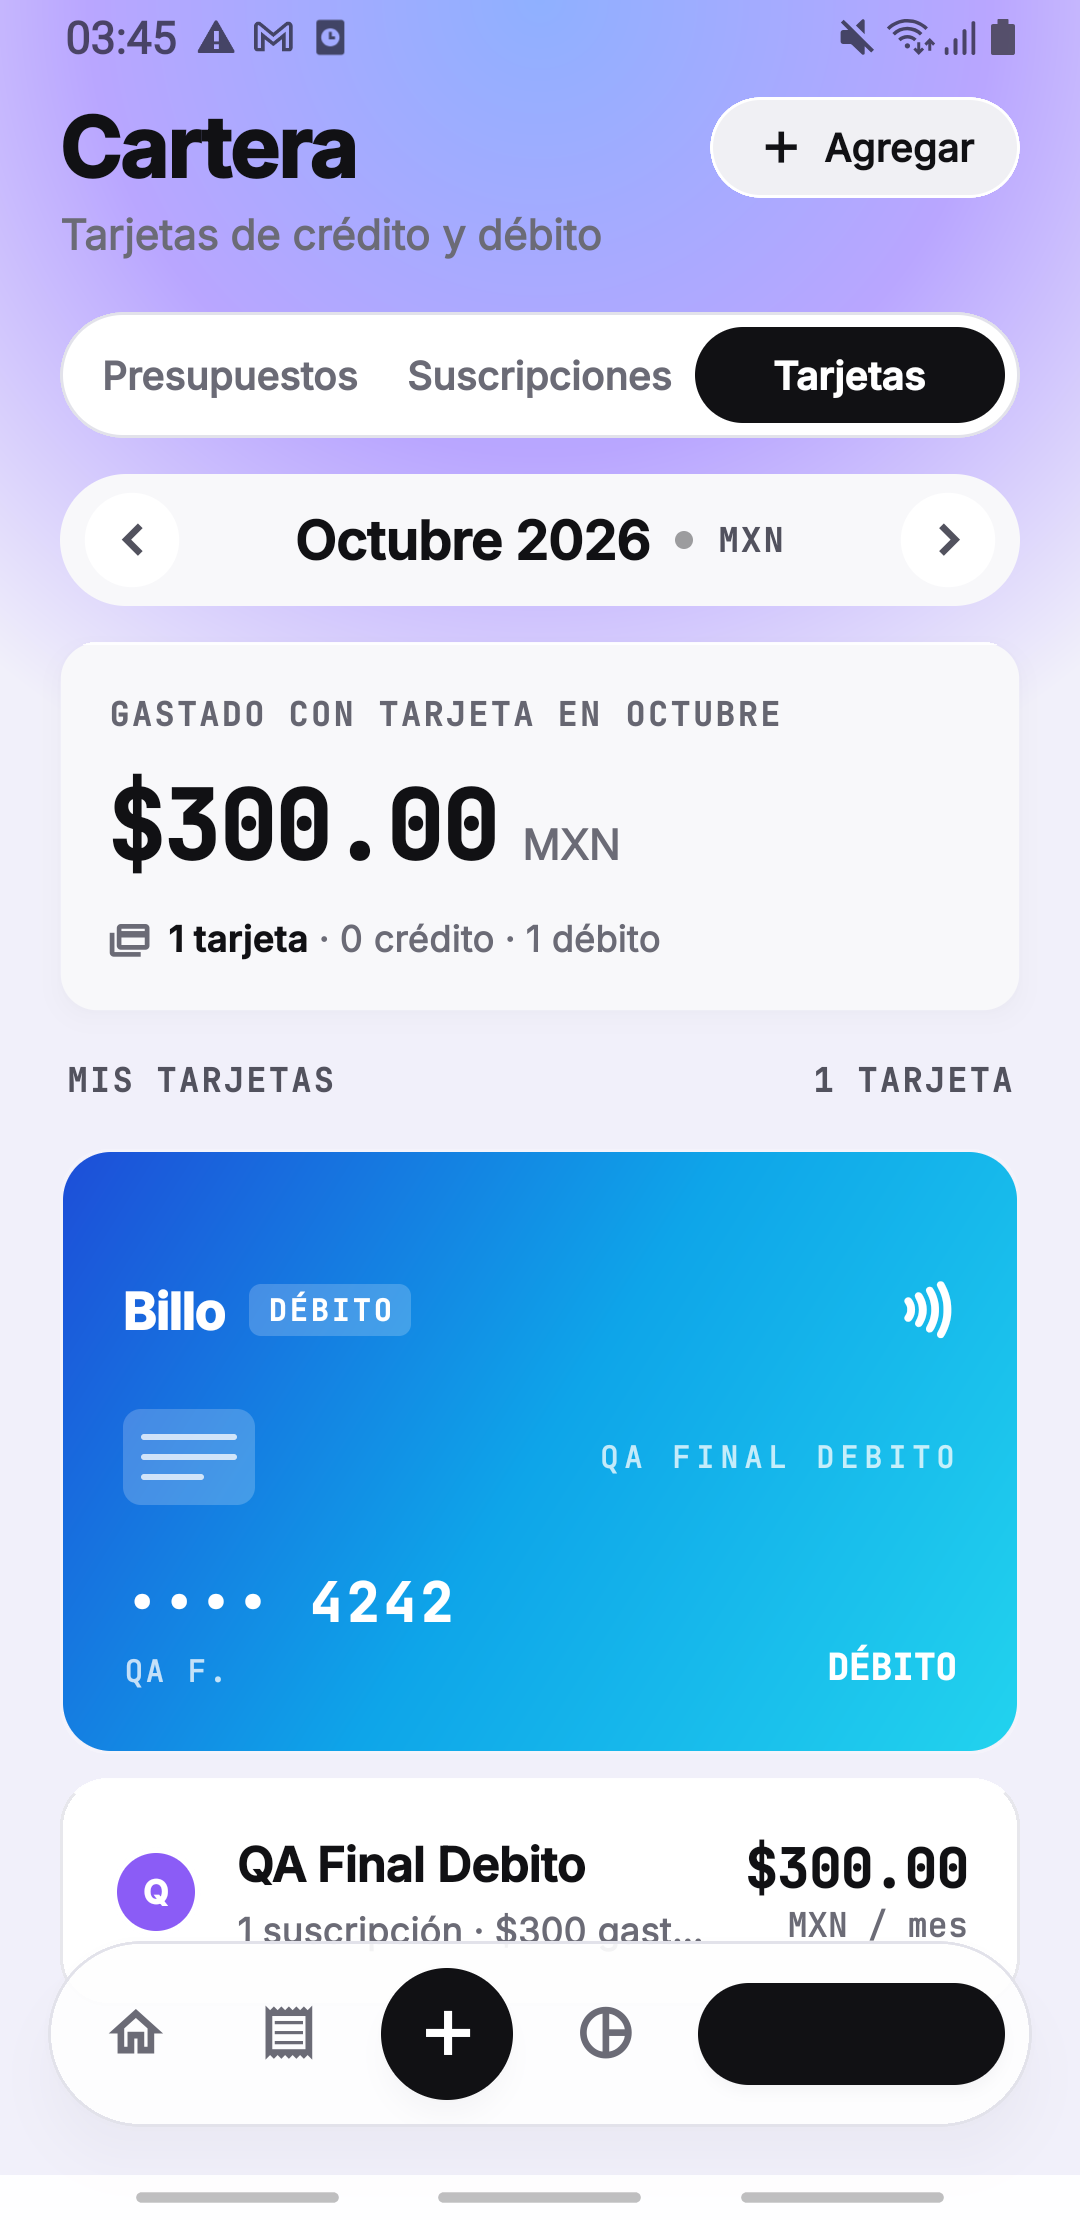 03:45
Cartera
+ Agregar
Tarjetas de crédito y débito
Presupuestos Suscripciones Tarjetas
Octubre 2026 • MXN
GASTADO CON TARJETA EN OCTUBRE
$300.00 MXN
1 tarjeta · 0 crédito · 1 débito
MIS TARJETAS 1 TARJETA
Billo DÉBITO
QA FINAL DEBITO
•••• 4242
QA F.
DÉBITO
Q
QA Final Debito $300.00
1 suscripción · $300 gast... MXN / mes